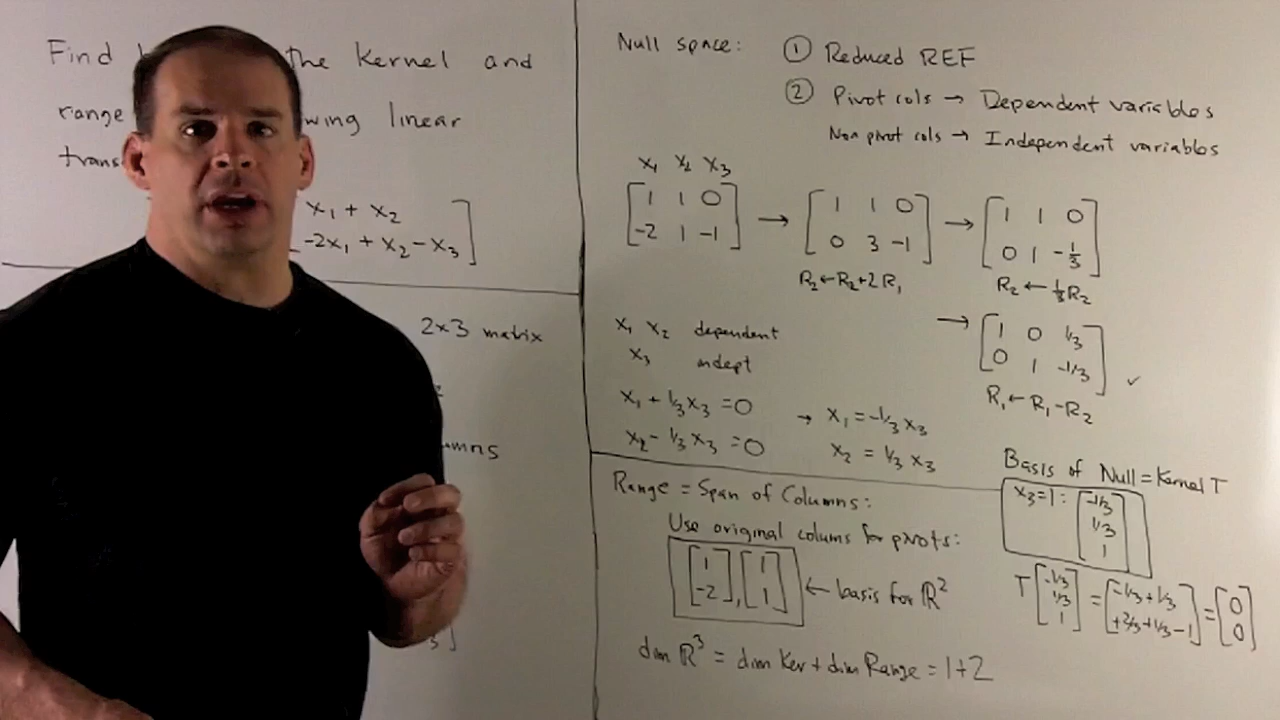 Find the Kernel and
range wing linear
trans
x₁ + x₂
-2x₁ + x₂ - x₃
2x3 matrix
umns
Null space: ① Reduced REF
② Pivot cols → Dependent variables
Non pivot cols → Independent variables
x₁ x₂ x₃
[1 1 0; -2 1 -1] → [1 1 0; 0 3 -1] → [1 1 0; 0 1 -1/3]
R₂←R₂+2R₁ R₂←1/3R₂
→ [1 0 1/3; 0 1 -1/3] ✓
R₁←R₁-R₂
x₁ x₂ dependent
x₃ indept
x₁ + 1/3x₃ = 0 → x₁ = -1/3 x₃
x₂ - 1/3 x₃ = 0 x₂ = 1/3 x₃
Basis of Null = Kernel T
x₃=1: [-1/3; 1/3; 1]
T[-1/3; 1/3; 1] = [-1/3+1/3; +2/3+1/3-1] = [0; 0]
Range = Span of Columns:
Use original colums for pivots:
[1; -2], [1; 1] ← basis for ℝ²
dim ℝ³ = dim Ker + dim Range = 1+2